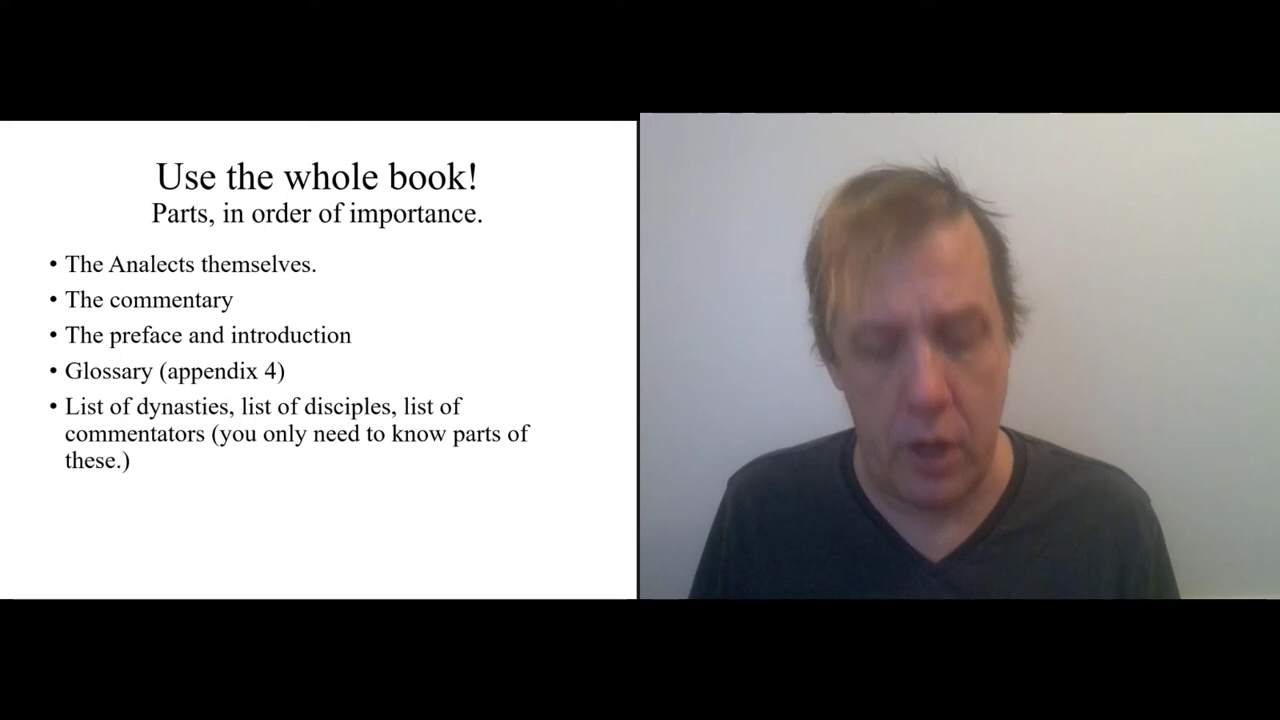 Use the whole book!
Parts, in order of importance.
• The Analects themselves.
• The commentary
• The preface and introduction
• Glossary (appendix 4)
• List of dynasties, list of disciples, list of
commentators (you only need to know parts of
these.)